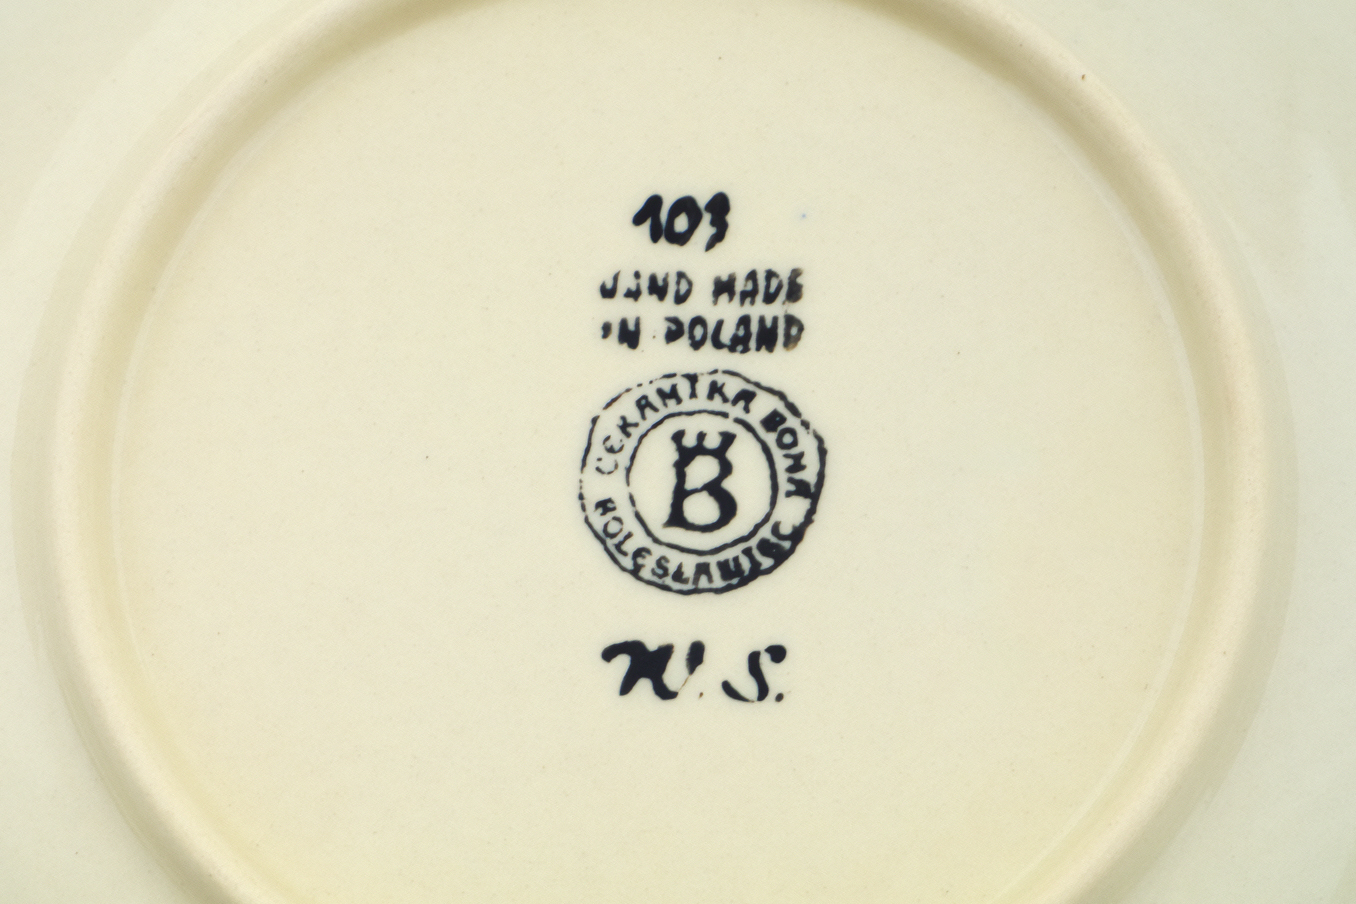 103
HAND MADE
IN POLAND
CERAMIKA BONA
B
BOLESŁAWIEC
W. S.